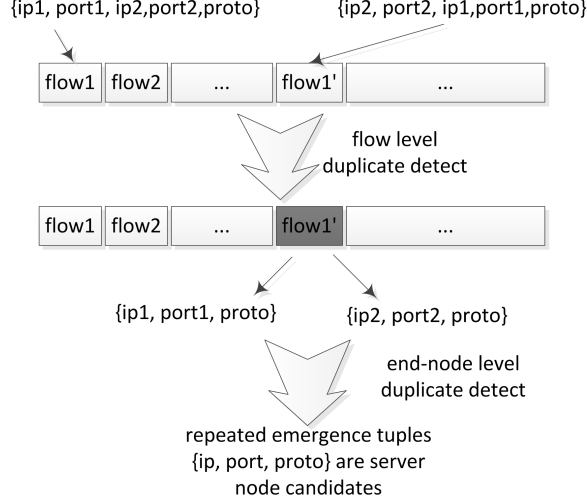 {ip1, port1, ip2,port2,proto}
{ip2, port2, ip1,port1,proto}
flow1 flow2 ... flow1' ...
flow level
duplicate detect
flow1 flow2 ... flow1' ...
{ip1, port1, proto}
{ip2, port2, proto}
end-node level
duplicate detect
repeated emergence tuples
{ip, port, proto} are server
node candidates